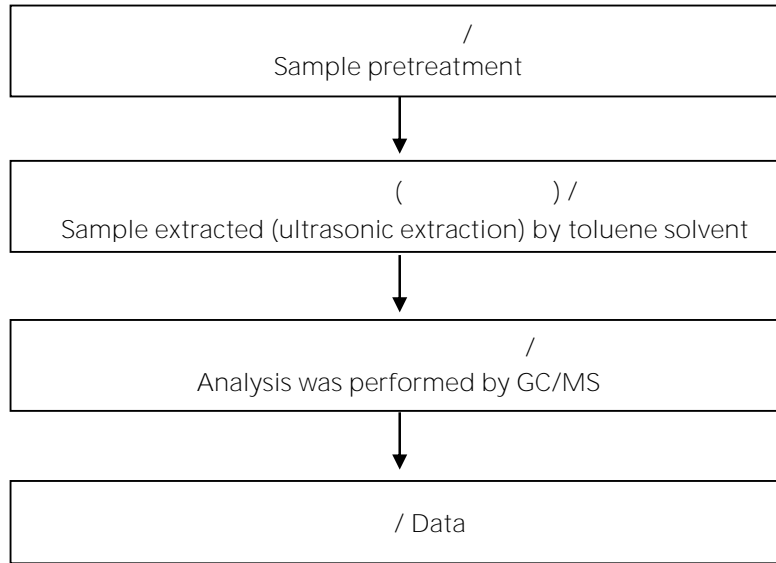 /
Sample pretreatment
( ) /
Sample extracted (ultrasonic extraction) by toluene solvent
/
Analysis was performed by GC/MS
/ Data